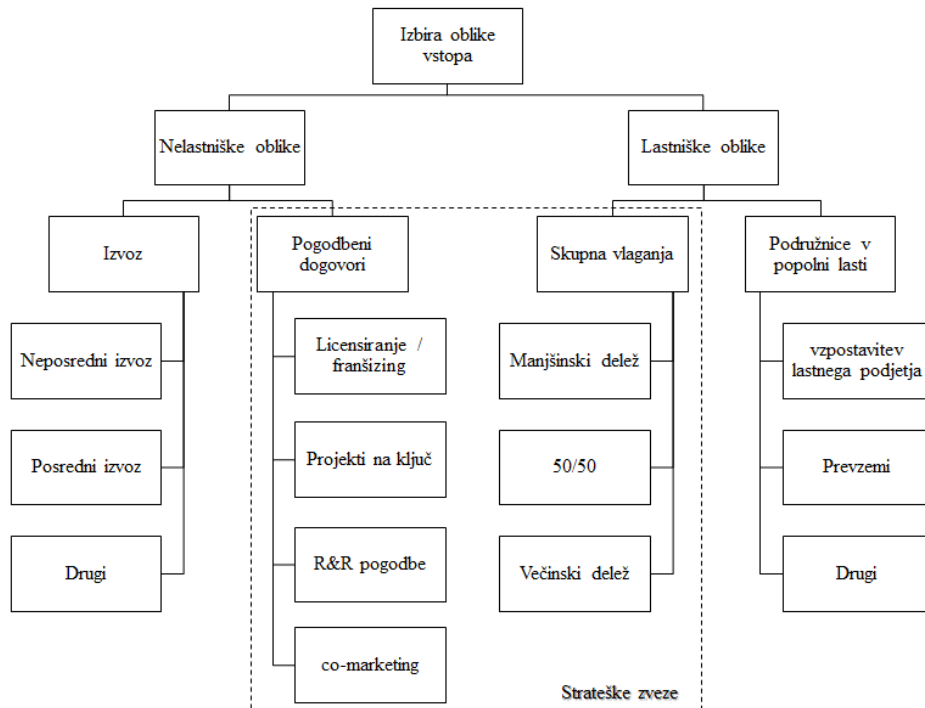 Izbira oblike
vstopa
Nelastniške oblike
Lastniške oblike
Izvoz
Pogodbeni
dogovori
Skupna vlaganja
Podružnice v
popolni lasti
Neposredni izvoz
Licensiranje /
franšizing
Manjšinski delež
vzpostavitev
lastnega podjetja
Posredni izvoz
Projekti na ključ
50/50
Prevzemi
Drugi
R&R pogodbe
Večinski delež
Drugi
co-marketing
Strateške zveze